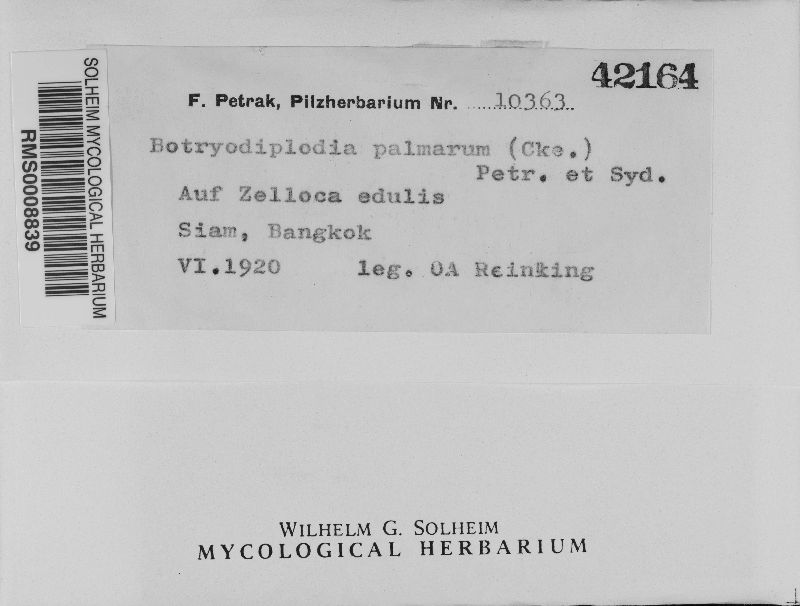 42164
F. Petrak, Pilzherbarium Nr. 10363
Botryodiplodia palmarum (Cke.)
Petr. et Syd.
Auf Zelloca edulis
Siam, Bangkok
VI.1920 leg. OA Reinking
SOLHEIM MYCOLOGICAL HERBARIUM
RMS0008839
WILHELM G. SOLHEIM
MYCOLOGICAL HERBARIUM